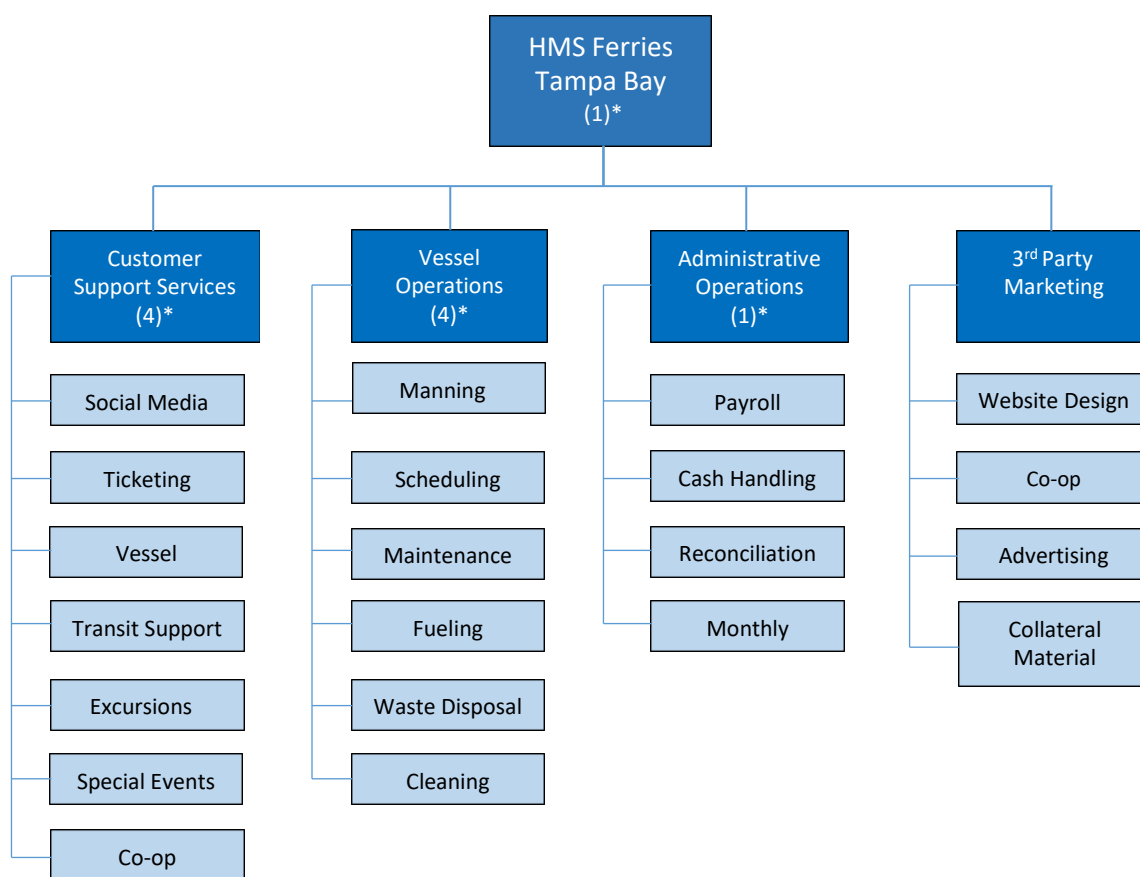 HMS Ferries
Tampa Bay
(1)*
Customer
Support Services
(4)*
Social Media
Ticketing
Vessel
Transit Support
Excursions
Special Events
Co-op
Vessel
Operations
(4)*
Manning
Scheduling
Maintenance
Fueling
Waste Disposal
Cleaning
Administrative
Operations
(1)*
Payroll
Cash Handling
Reconciliation
Monthly
3rd Party
Marketing
Website Design
Co-op
Advertising
Collateral
Material